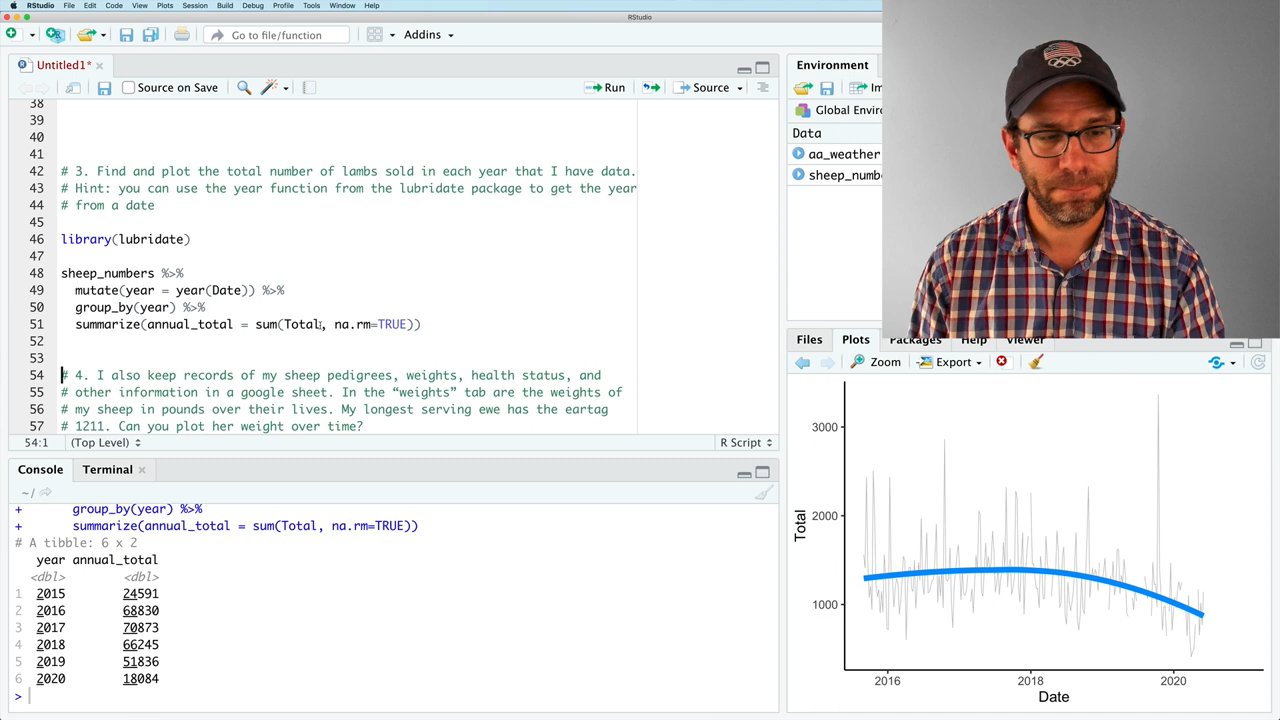 RStudio File Edit Code View Plots Session Build Debug Profile Tools Window Help
RStudio
Go to file/function Addins
Untitled1*
Source on Save Run Source
38
39
40
41
42 # 3. Find and plot the total number of lambs sold in each year that I have data.
43 # Hint: you can use the year function from the lubridate package to get the year
44 # from a date
45
46 library(lubridate)
47
48 sheep_numbers %>%
49 mutate(year = year(Date)) %>%
50 group_by(year) %>%
51 summarize(annual_total = sum(Total, na.rm=TRUE))
52
53
54 # 4. I also keep records of my sheep pedigrees, weights, health status, and
55 # other information in a google sheet. In the “weights” tab are the weights of
56 # my sheep in pounds over their lives. My longest serving ewe has the eartag
57 # 1211. Can you plot her weight over time?
54:1 (Top Level) R Script
Console Terminal
~/
+ group_by(year) %>%
+ summarize(annual_total = sum(Total, na.rm=TRUE))
# A tibble: 6 x 2
year annual_total
<dbl> <dbl>
1 2015 24591
2 2016 68830
3 2017 70873
4 2018 66245
5 2019 51836
6 2020 18084
>
Environment
Global Enviro
Data
aa_weather
sheep_numbe
Files Plots Packages Help Viewer
Zoom Export
Total
3000
2000
1000
2016 2018 2020
Date